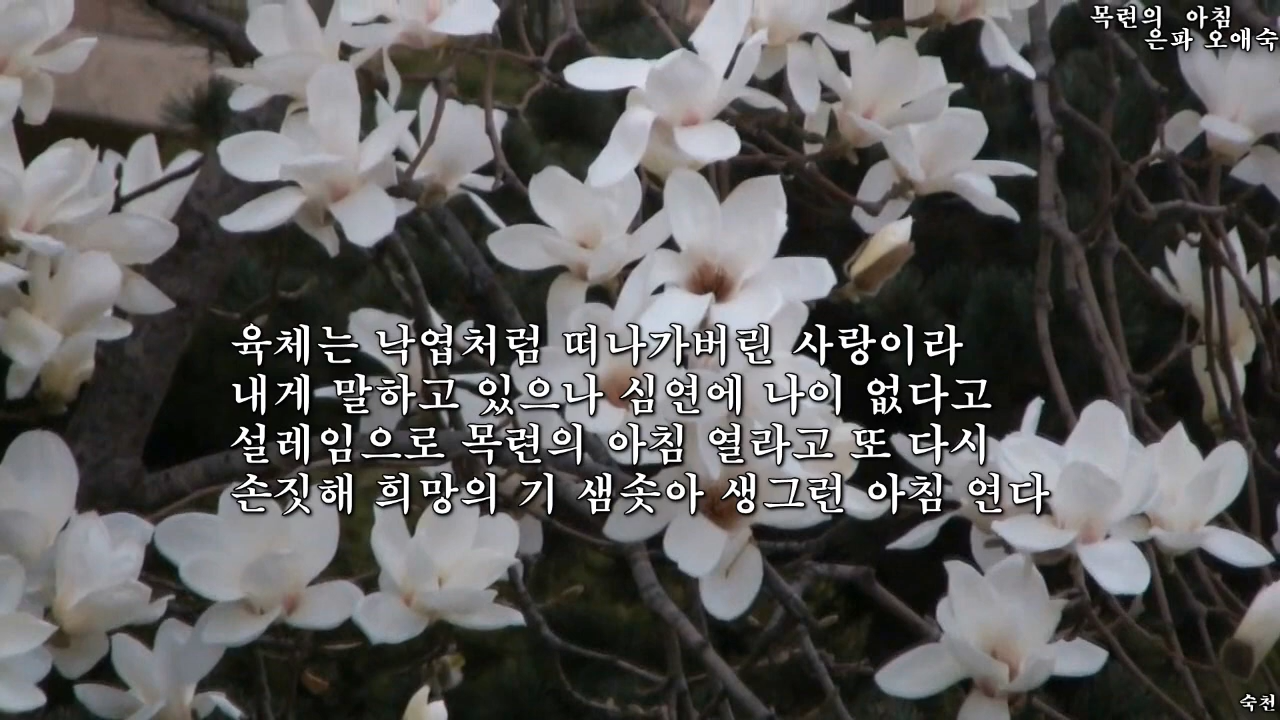 목련의 아침
은파 오애숙
육체는 낙엽처럼 떠나가버린 사랑이라
내게 말하고 있으나 심연에 나이 없다고
설레임으로 목련의 아침 열라고 또 다시
손짓해 희망의 기 샘솟아 생그런 아침 연다
숙천